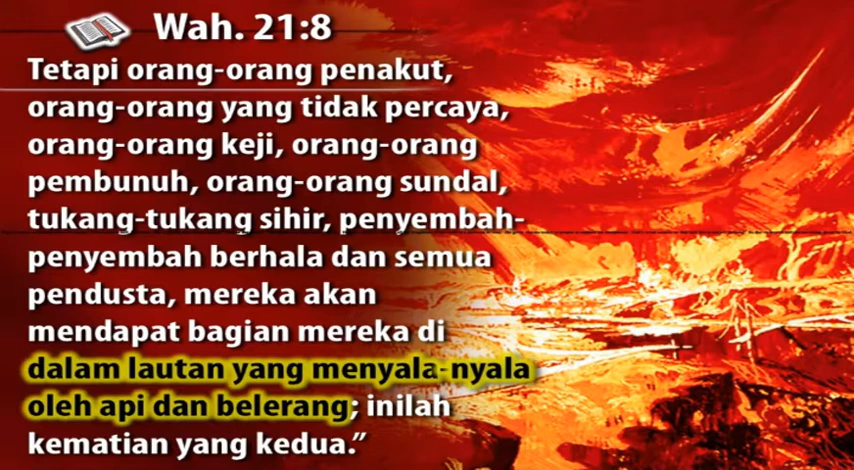 Wah. 21:8
Tetapi orang-orang penakut,
orang-orang yang tidak percaya,
orang-orang keji, orang-orang
pembunuh, orang-orang sundal,
tukang-tukang sihir, penyembah-
penyembah berhala dan semua
pendusta, mereka akan
mendapat bagian mereka di
dalam lautan yang menyala-nyala
oleh api dan belerang; inilah
kematian yang kedua.”